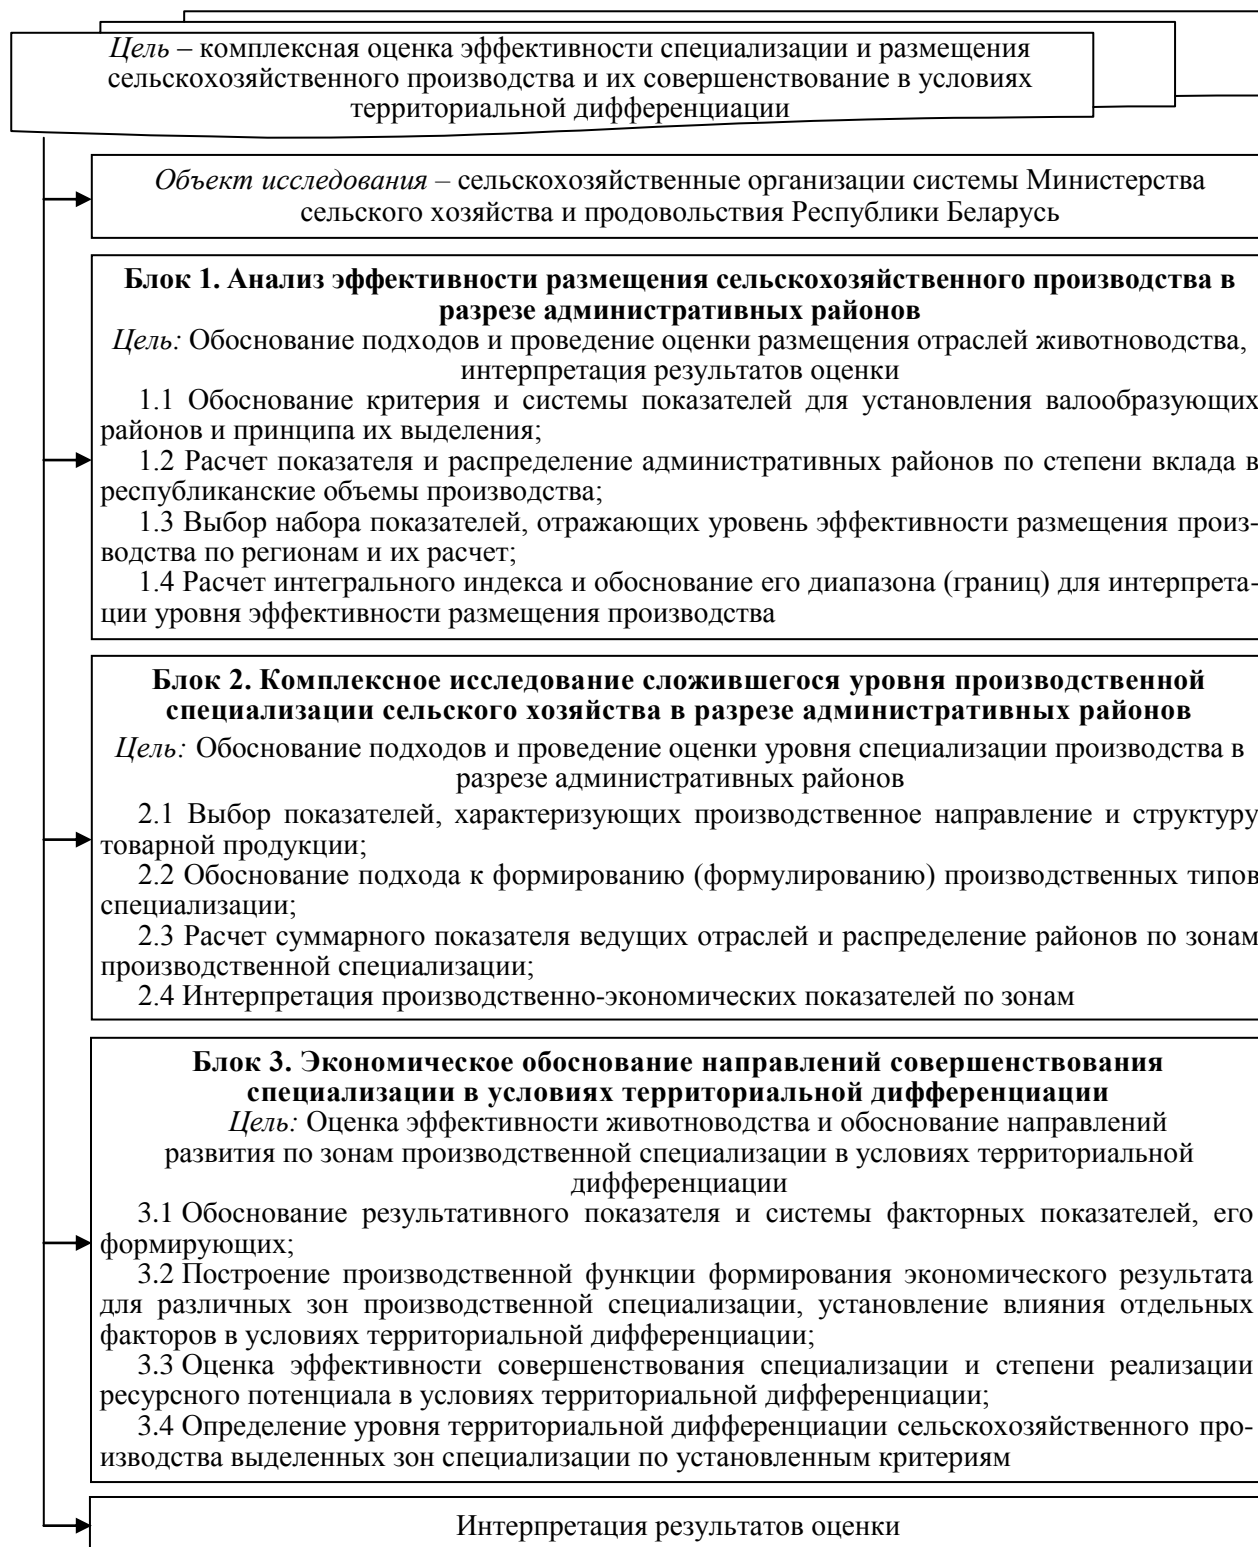 Цель – комплексная оценка эффективности специализации и размещения
сельскохозяйственного производства и их совершенствование в условиях
территориальной дифференциации
Объект исследования – сельскохозяйственные организации системы Министерства
сельского хозяйства и продовольствия Республики Беларусь
Блок 1. Анализ эффективности размещения сельскохозяйственного производства в
разрезе административных районов
Цель: Обоснование подходов и проведение оценки размещения отраслей животноводства,
интерпретация результатов оценки
1.1 Обоснование критерия и системы показателей для установления валообразующих
районов и принципа их выделения;
1.2 Расчет показателя и распределение административных районов по степени вклада в
республиканские объемы производства;
1.3 Выбор набора показателей, отражающих уровень эффективности размещения произ-
водства по регионам и их расчет;
1.4 Расчет интегрального индекса и обоснование его диапазона (границ) для интерпрета-
ции уровня эффективности размещения производства
Блок 2. Комплексное исследование сложившегося уровня производственной
специализации сельского хозяйства в разрезе административных районов
Цель: Обоснование подходов и проведение оценки уровня специализации производства в
разрезе административных районов
2.1 Выбор показателей, характеризующих производственное направление и структуру
товарной продукции;
2.2 Обоснование подхода к формированию (формулированию) производственных типов
специализации;
2.3 Расчет суммарного показателя ведущих отраслей и распределение районов по зонам
производственной специализации;
2.4 Интерпретация производственно-экономических показателей по зонам
Блок 3. Экономическое обоснование направлений совершенствования
специализации в условиях территориальной дифференциации
Цель: Оценка эффективности животноводства и обоснование направлений
развития по зонам производственной специализации в условиях территориальной
дифференциации
3.1 Обоснование результативного показателя и системы факторных показателей, его
формирующих;
3.2 Построение производственной функции формирования экономического результата
для различных зон производственной специализации, установление влияния отдельных
факторов в условиях территориальной дифференциации;
3.3 Оценка эффективности совершенствования специализации и степени реализации
ресурсного потенциала в условиях территориальной дифференциации;
3.4 Определение уровня территориальной дифференциации сельскохозяйственного про-
изводства выделенных зон специализации по установленным критериям
Интерпретация результатов оценки